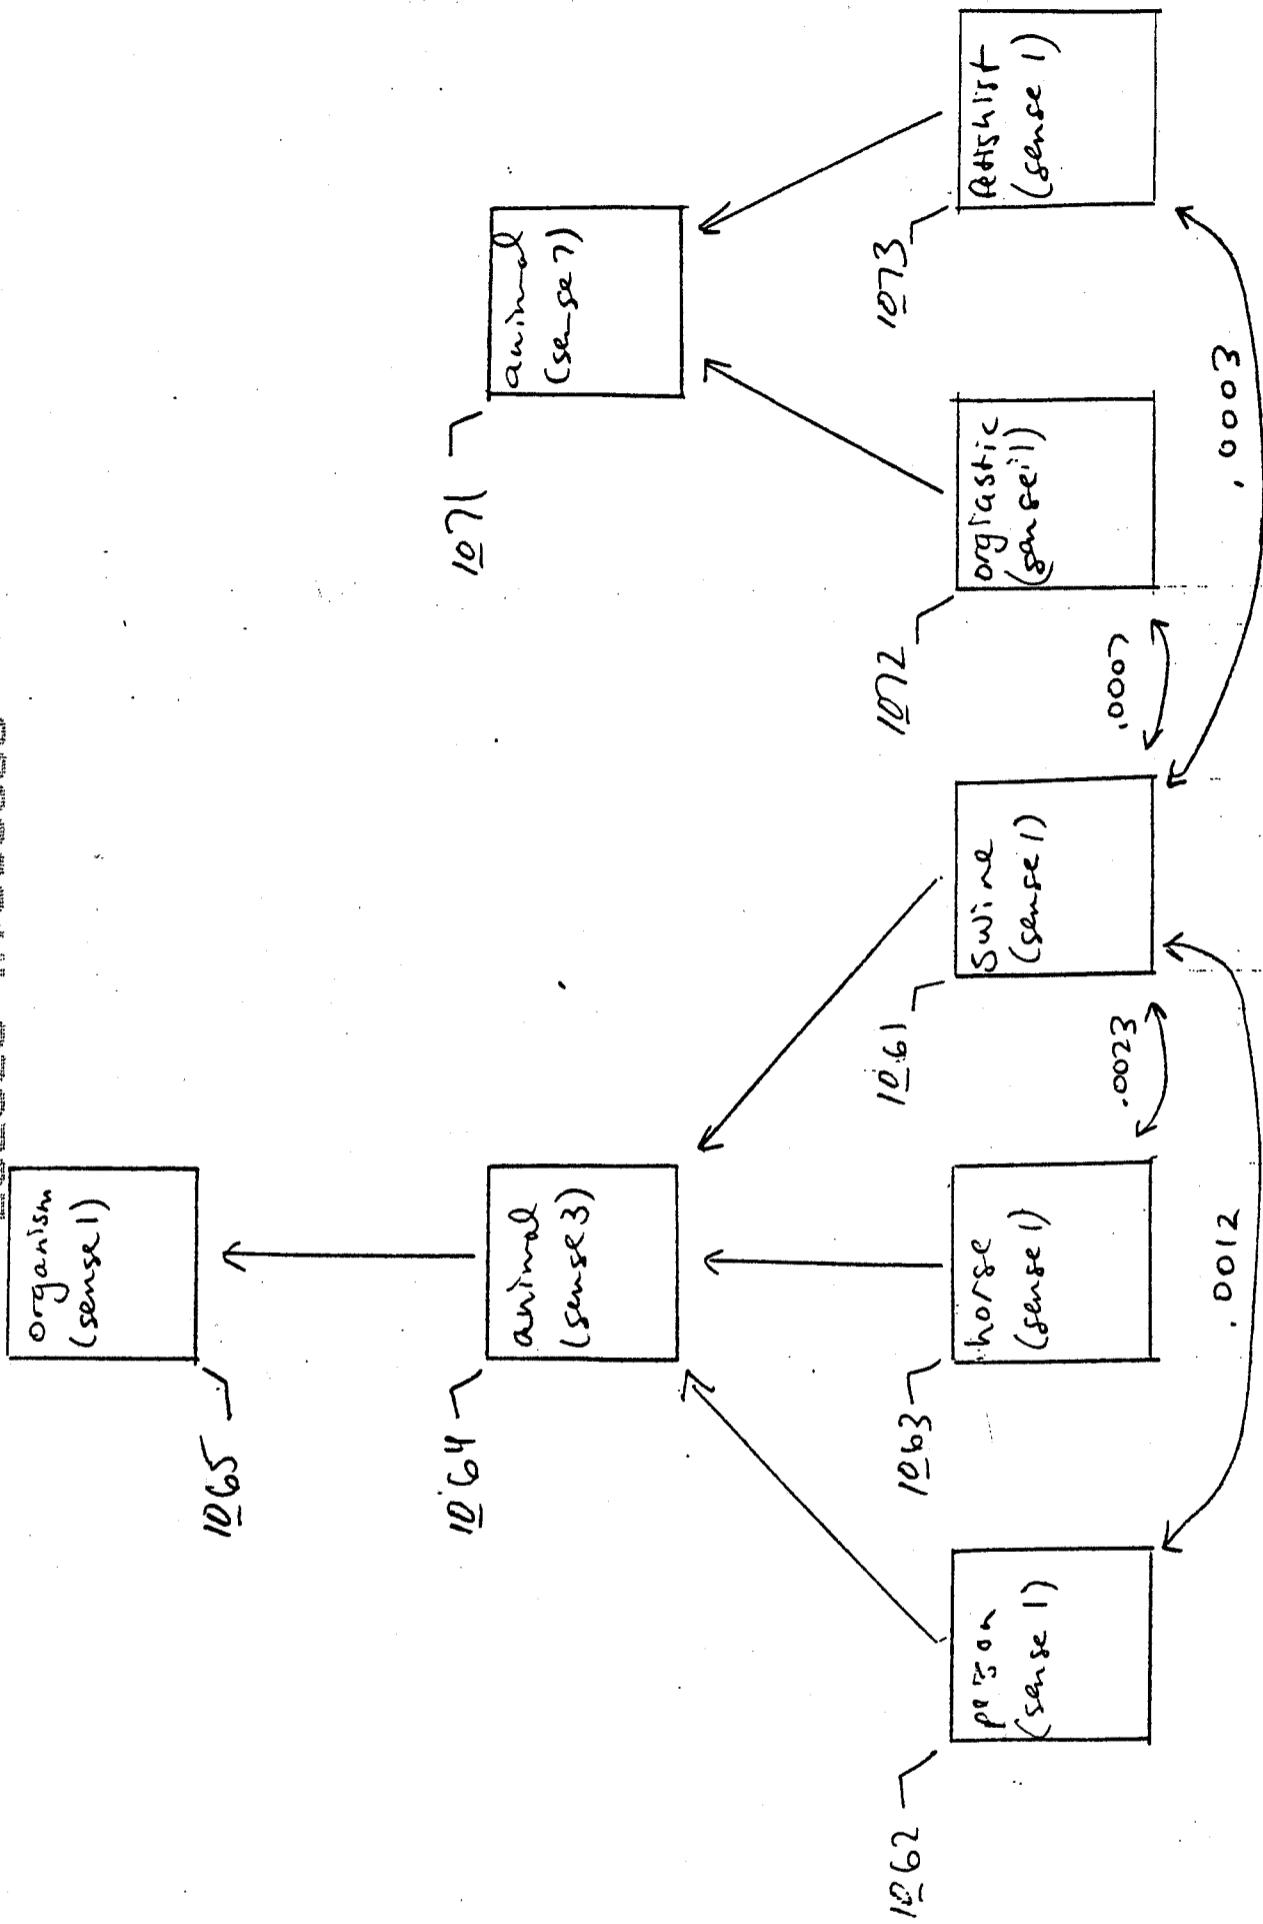 organism
(sense 1)
1065
animal
(sense 3)
1064
animal
(sense 7)
1071
person
(sense 1)
1062
horse
(sense 1)
1063
swine
(sense 1)
1061
orgiastic
(sense 1)
1072
fetishist
(sense 1)
1073
.0023
.0007
.0012
.0003